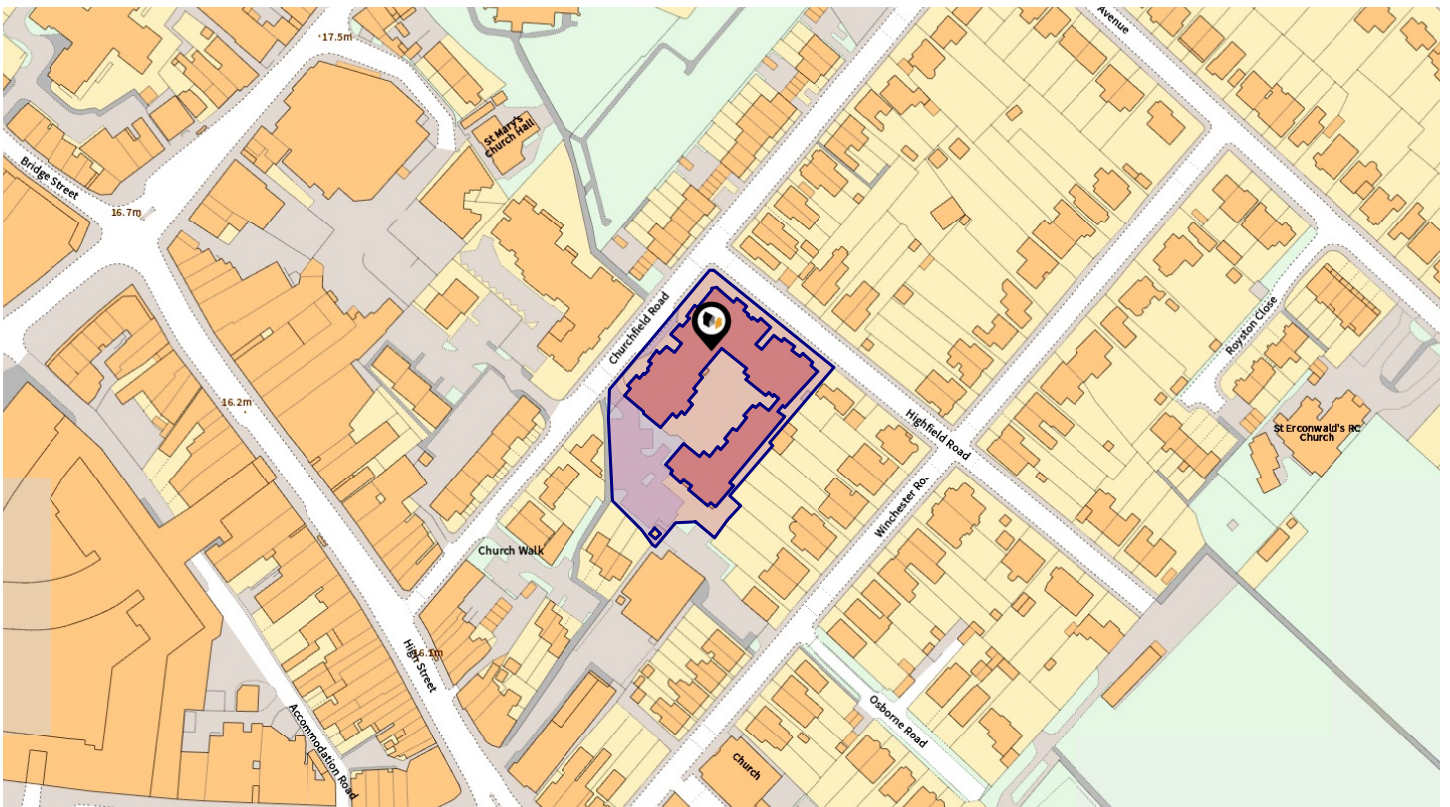 Avenue
17.5m
St Mary's
Church Hall
Bridge Street
16.7m
Churchfield Road
Royston Close
16.2m
Highfield Road
St Erconwald's RC
Church
Winchester Ro
Church Walk
High Street
16.1m
Osborne Road
Accommodation Road
Church